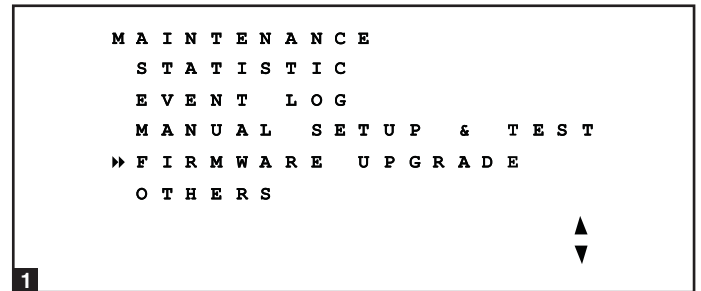 MAINTENANCE
STATISTIC
EVENT LOG
MANUAL SETUP & TEST
FIRMWARE UPGRADE
OTHERS
1